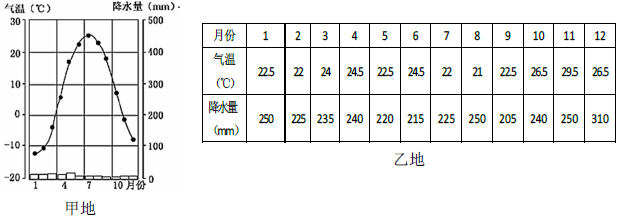 气温（℃） 降水量（mm）
30 500
20 400
10 300
0 200
-10 100
-20 0
1 4 7 10 月份
甲地
月份 1 2 3 4 5 6 7 8 9 10 11 12
气温（℃） 22.5 22 24 24.5 22.5 24.5 22 21 22.5 26.5 29.5 26.5
降水量（mm） 250 225 235 240 220 215 225 250 205 240 250 310
乙地